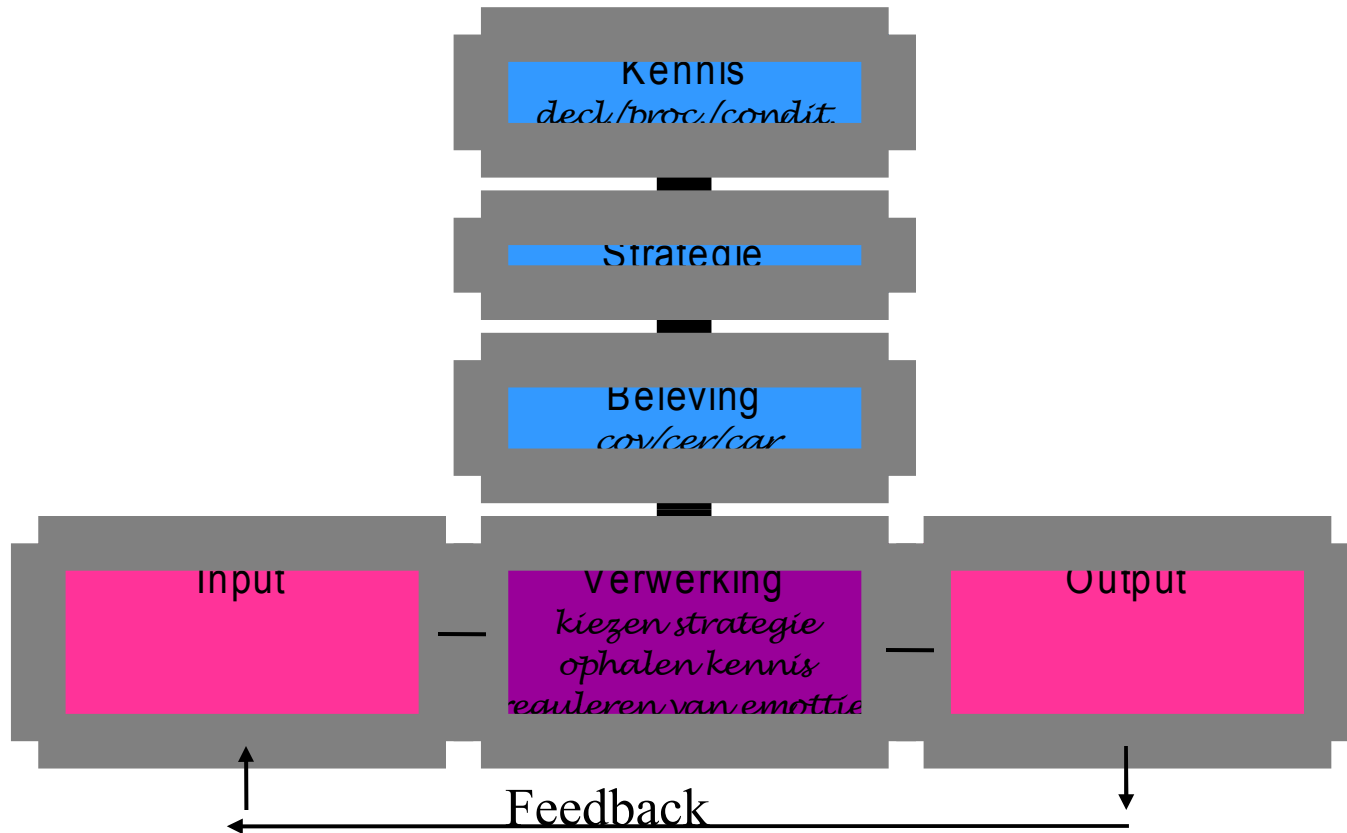 Kennis
decl./proc./condit.
Strategie
Beleving
cov/cer/car
Input
Verwerking
kiezen strategie
ophalen kennis
reguleren van emottie
Output
Feedback